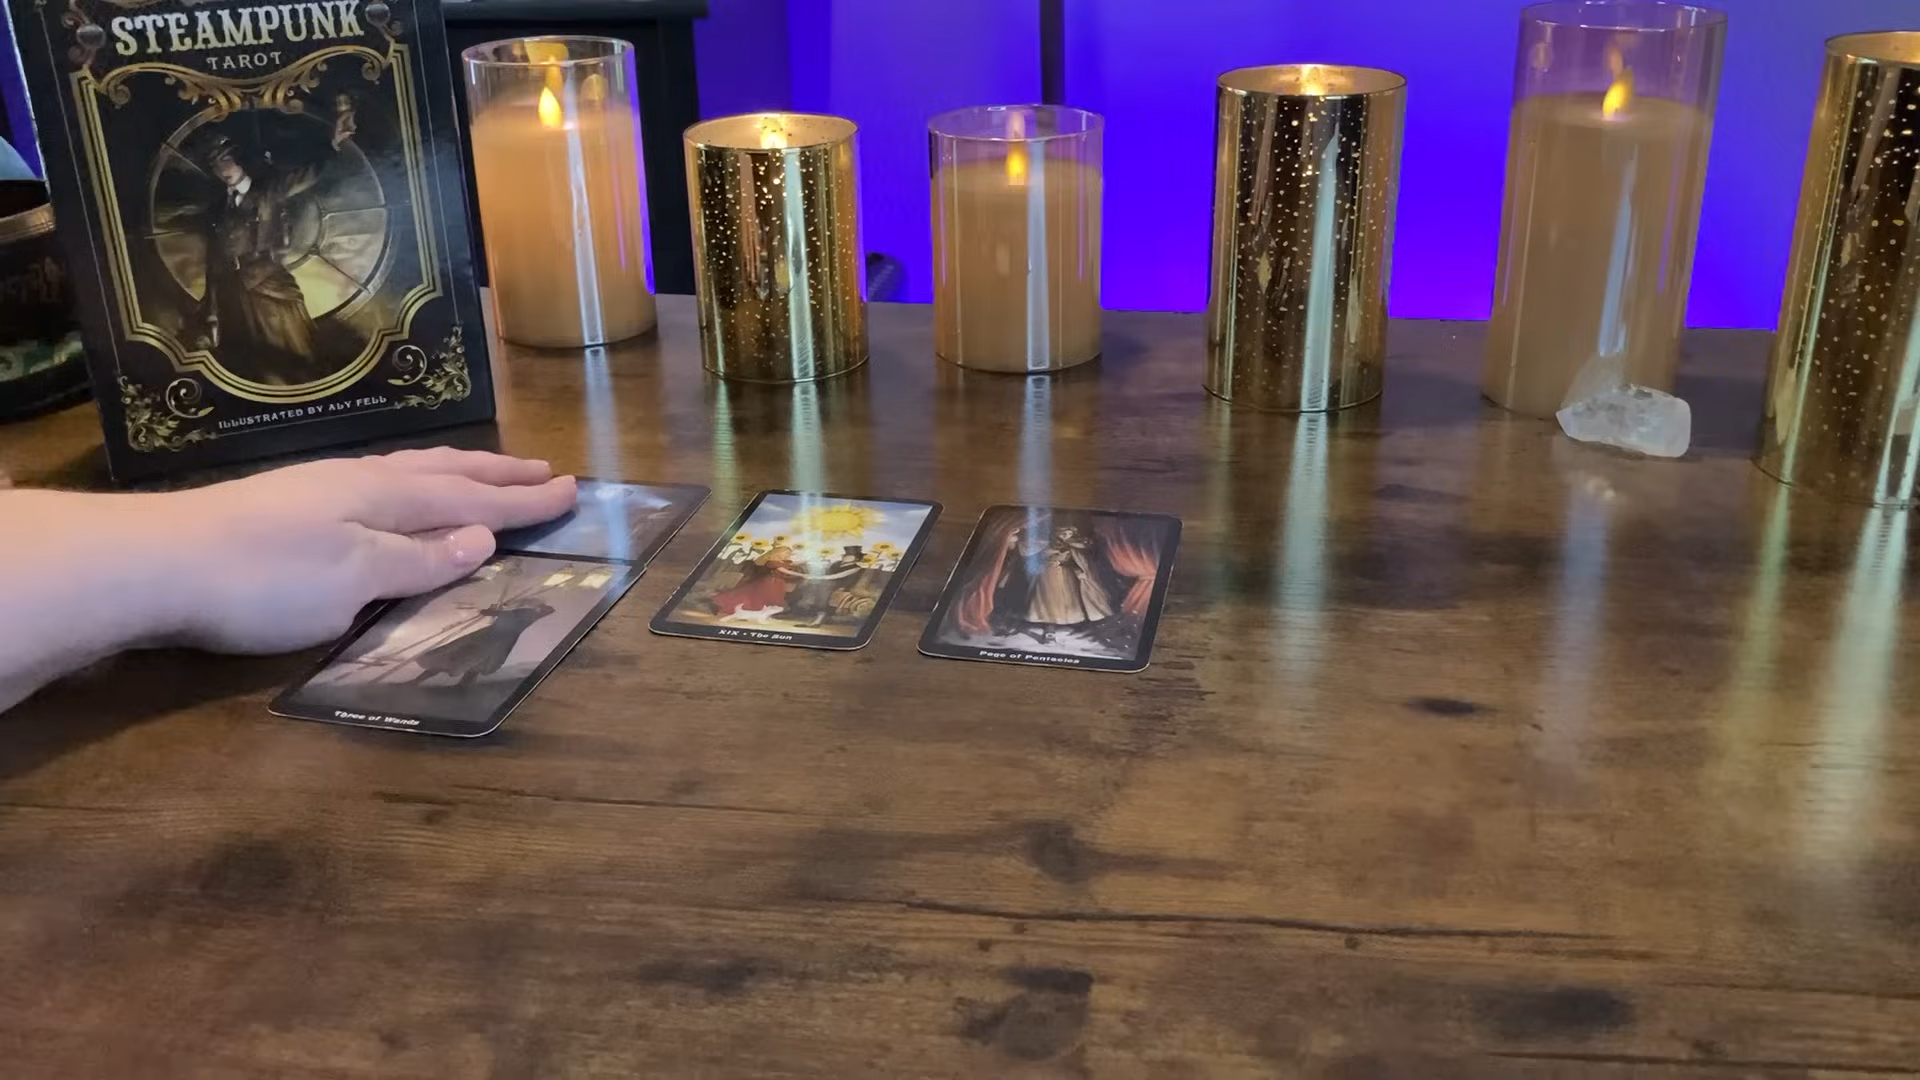 STEAMPUNK
TAROT
ILLUSTRATED BY ALY FELL
XIX • The Sun
Page of Pentacles
Three of Wands